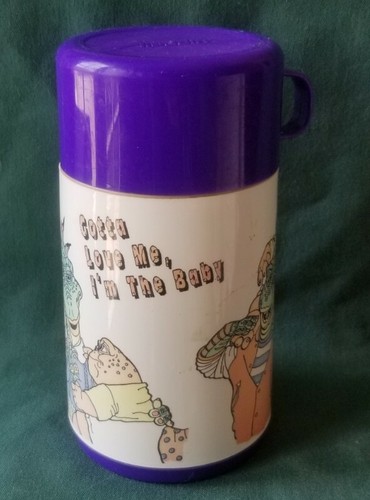 Gotta
Love Me,
I'm The Baby